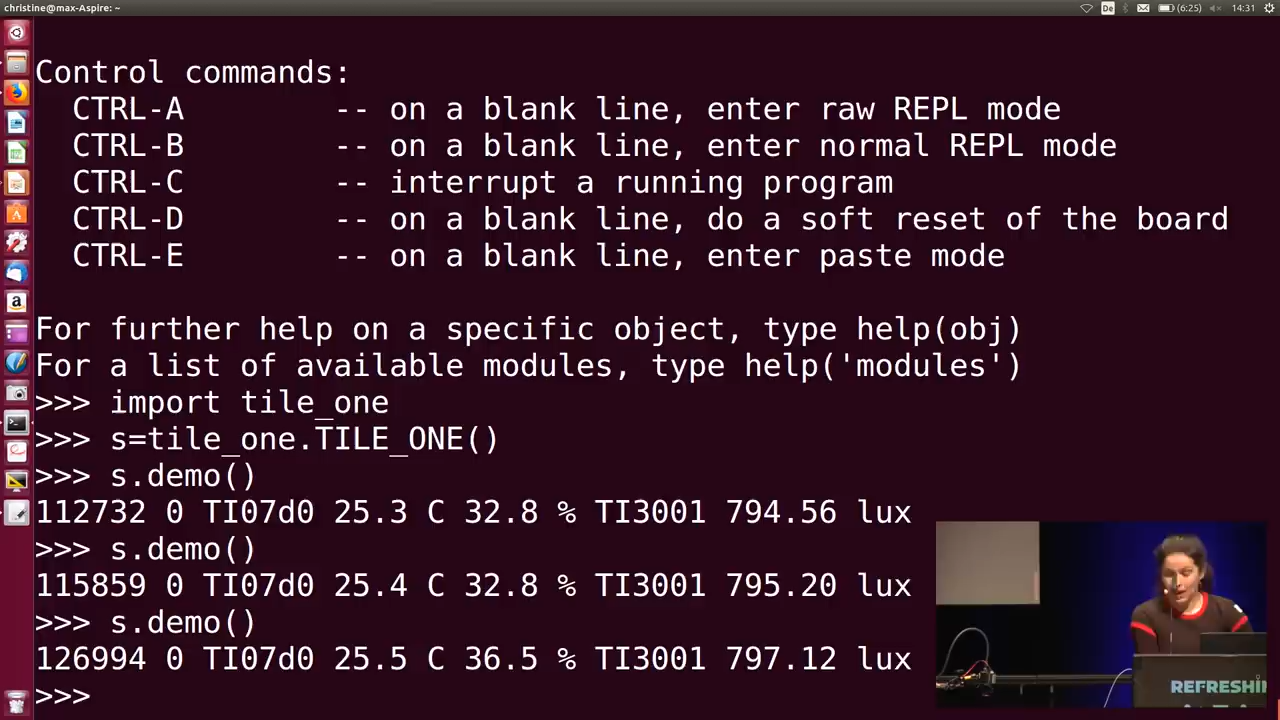 christine@max-Aspire: ~
De
(6:25)
14:31
Control commands:
CTRL-A -- on a blank line, enter raw REPL mode
CTRL-B -- on a blank line, enter normal REPL mode
CTRL-C -- interrupt a running program
CTRL-D -- on a blank line, do a soft reset of the board
CTRL-E -- on a blank line, enter paste mode
For further help on a specific object, type help(obj)
For a list of available modules, type help('modules')
>>> import tile_one
>>> s=tile_one.TILE_ONE()
>>> s.demo()
112732 0 TI07d0 25.3 C 32.8 % TI3001 794.56 lux
>>> s.demo()
115859 0 TI07d0 25.4 C 32.8 % TI3001 795.20 lux
>>> s.demo()
126994 0 TI07d0 25.5 C 36.5 % TI3001 797.12 lux
>>>
REFRESHI